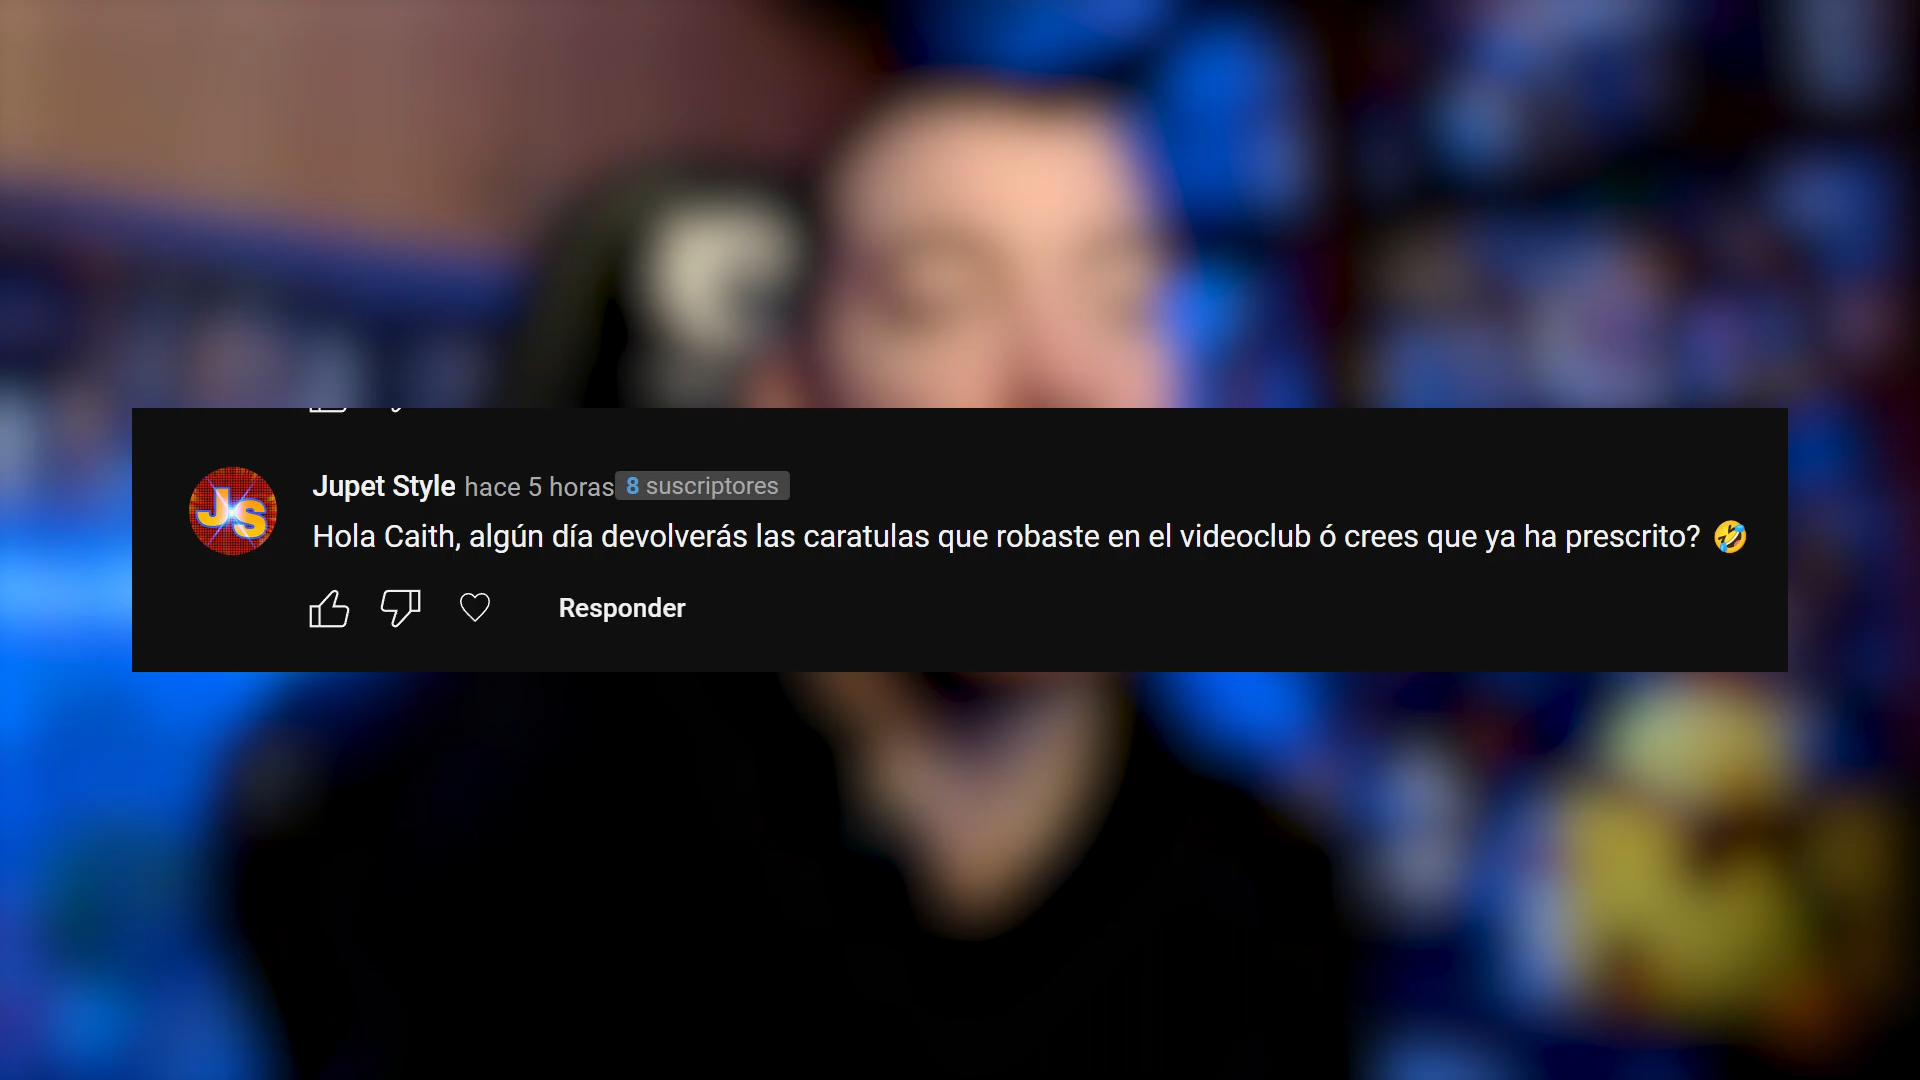 JS
Jupet Style hace 5 horas 8 suscriptores
Hola Caith, algún día devolverás las caratulas que robaste en el videoclub ó crees que ya ha prescrito? 🤣
Responder